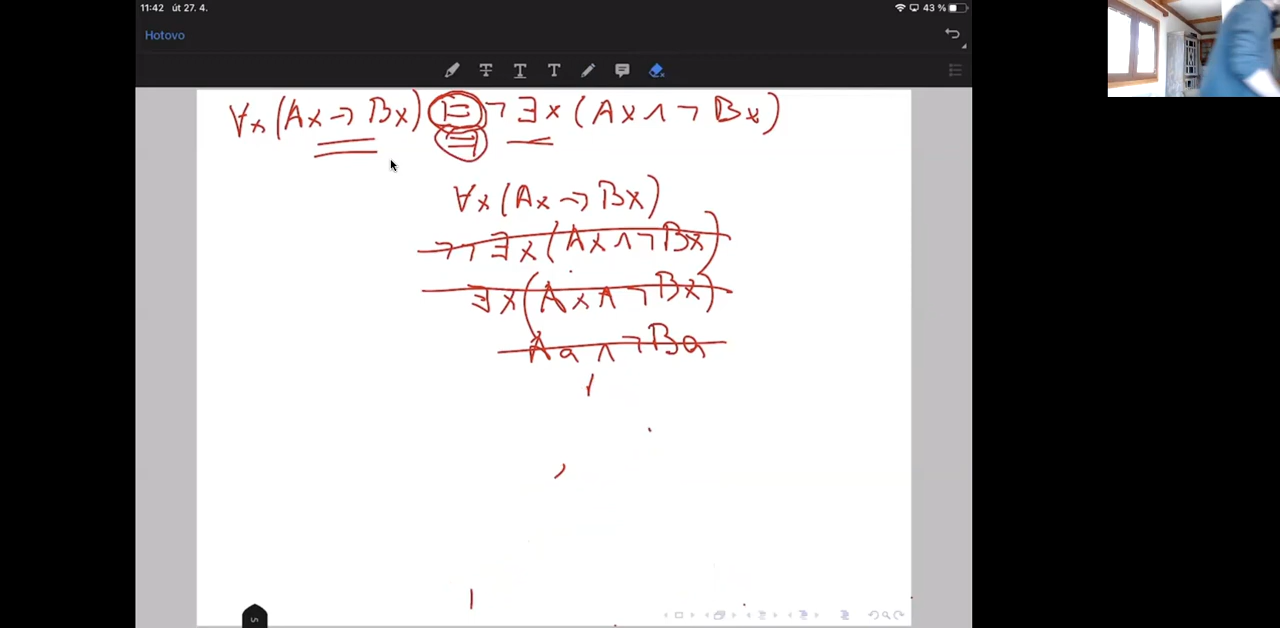 11:42 út 27. 4.
43 %
Hotovo
∀x(Ax→Bx) ⊨ ¬∃x(Ax∧¬Bx)
∀x(Ax→Bx)
¬¬∃x(Ax∧¬Bx)
∃x(Ax∧¬Bx)
Aa∧¬Ba
5